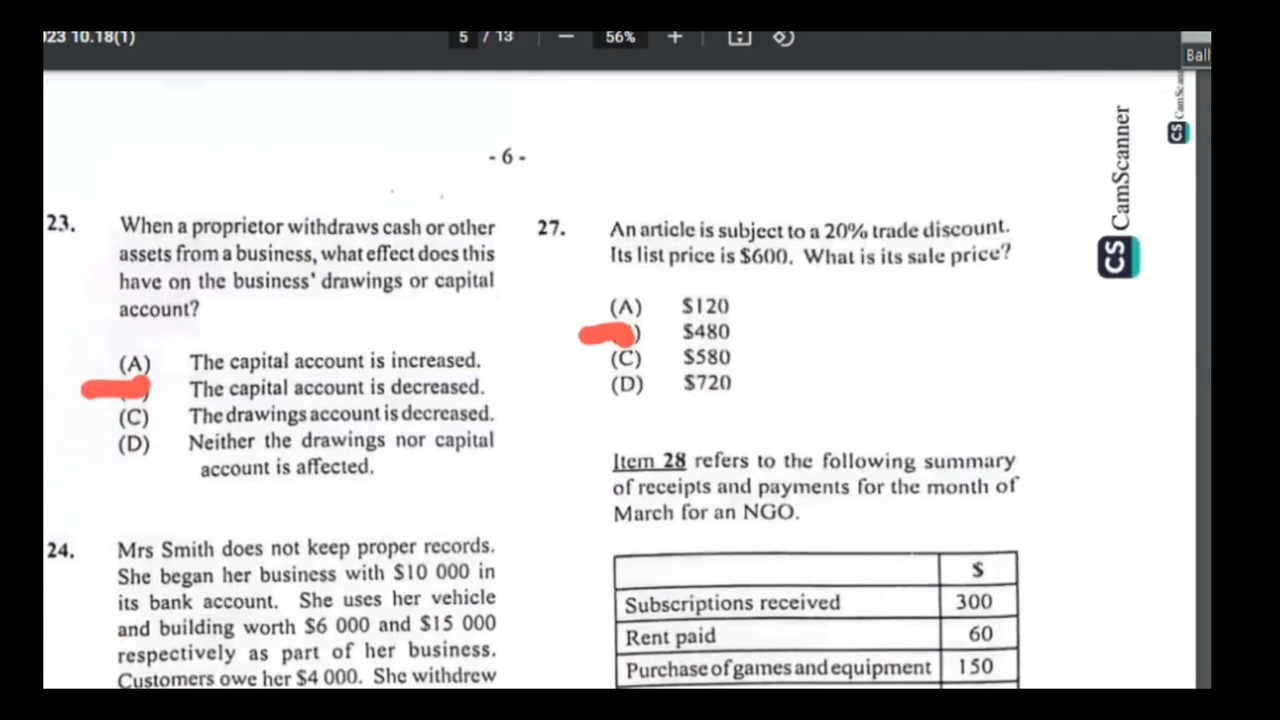 023 10.18(1)
5 / 13
56%
Ball
- 6 -
23. When a proprietor withdraws cash or other
assets from a business, what effect does this
have on the business' drawings or capital
account?
(A) The capital account is increased.
The capital account is decreased.
(C) The drawings account is decreased.
(D) Neither the drawings nor capital
account is affected.
24. Mrs Smith does not keep proper records.
She began her business with $10 000 in
its bank account. She uses her vehicle
and building worth $6 000 and $15 000
respectively as part of her business.
Customers owe her $4 000. She withdrew
27. An article is subject to a 20% trade discount.
Its list price is $600. What is its sale price?
(A) $120
) $480
(C) $580
(D) $720
Item 28 refers to the following summary
of receipts and payments for the month of
March for an NGO.
$
Subscriptions received 300
Rent paid 60
Purchase of games and equipment 150
CS CamScanner
CS CamScann